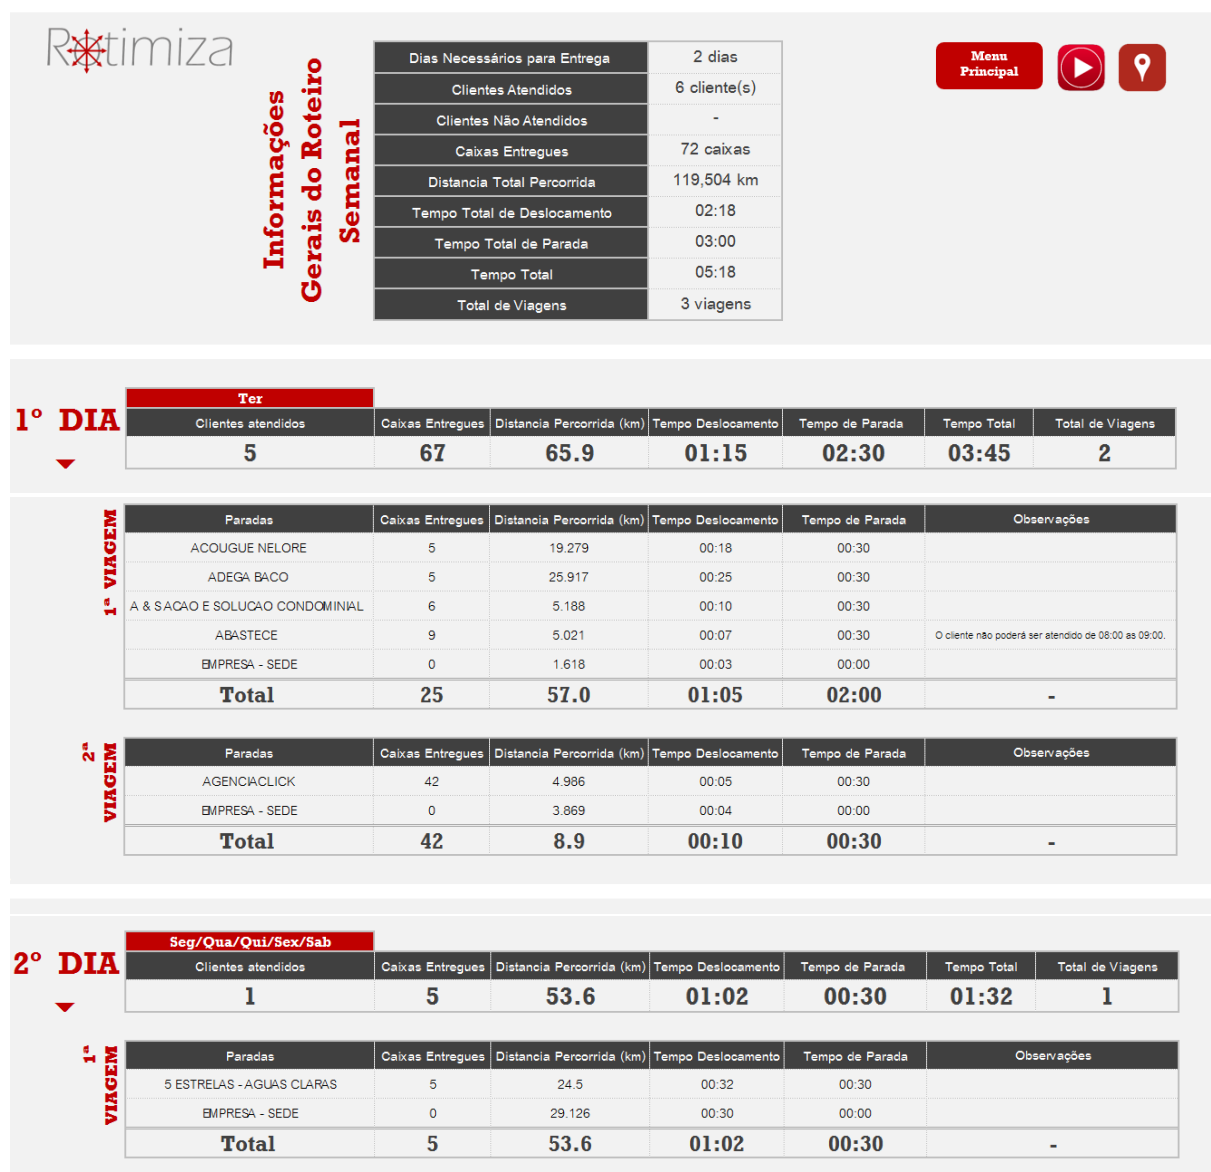 Rotimiza
Informações
Gerais do Roteiro
Semanal
Dias Necessários para Entrega 2 dias
Clientes Atendidos 6 cliente(s)
Clientes Não Atendidos -
Caixas Entregues 72 caixas
Distancia Total Percorrida 119,504 km
Tempo Total de Deslocamento 02:18
Tempo Total de Parada 03:00
Tempo Total 05:18
Total de Viagens 3 viagens
Menu
Principal
1º DIA
Ter
Clientes atendidos Caixas Entregues Distancia Percorrida (km) Tempo Deslocamento Tempo de Parada Tempo Total Total de Viagens
5 67 65.9 01:15 02:30 03:45 2
1ª VIAGEM
Paradas Caixas Entregues Distancia Percorrida (km) Tempo Deslocamento Tempo de Parada Observações
ACOUGUE NELORE 5 19.279 00:18 00:30
ADEGA BACO 5 25.917 00:25 00:30
A & S ACAO E SOLUCAO CONDOMINIAL 6 5.188 00:10 00:30
ABASTECE 9 5.021 00:07 00:30 O cliente não poderá ser atendido de 08:00 as 09:00.
EMPRESA - SEDE 0 1.618 00:03 00:00
Total 25 57.0 01:05 02:00 -
2ª
VIAGEM
Paradas Caixas Entregues Distancia Percorrida (km) Tempo Deslocamento Tempo de Parada Observações
AGENCIACLICK 42 4.986 00:05 00:30
EMPRESA - SEDE 0 3.869 00:04 00:00
Total 42 8.9 00:10 00:30 -
2º DIA
Seg/Qua/Qui/Sex/Sab
Clientes atendidos Caixas Entregues Distancia Percorrida (km) Tempo Deslocamento Tempo de Parada Tempo Total Total de Viagens
1 5 53.6 01:02 00:30 01:32 1
1ª
VIAGEM
Paradas Caixas Entregues Distancia Percorrida (km) Tempo Deslocamento Tempo de Parada Observações
5 ESTRELAS - AGUAS CLARAS 5 24.5 00:32 00:30
EMPRESA - SEDE 0 29.126 00:30 00:00
Total 5 53.6 01:02 00:30 -